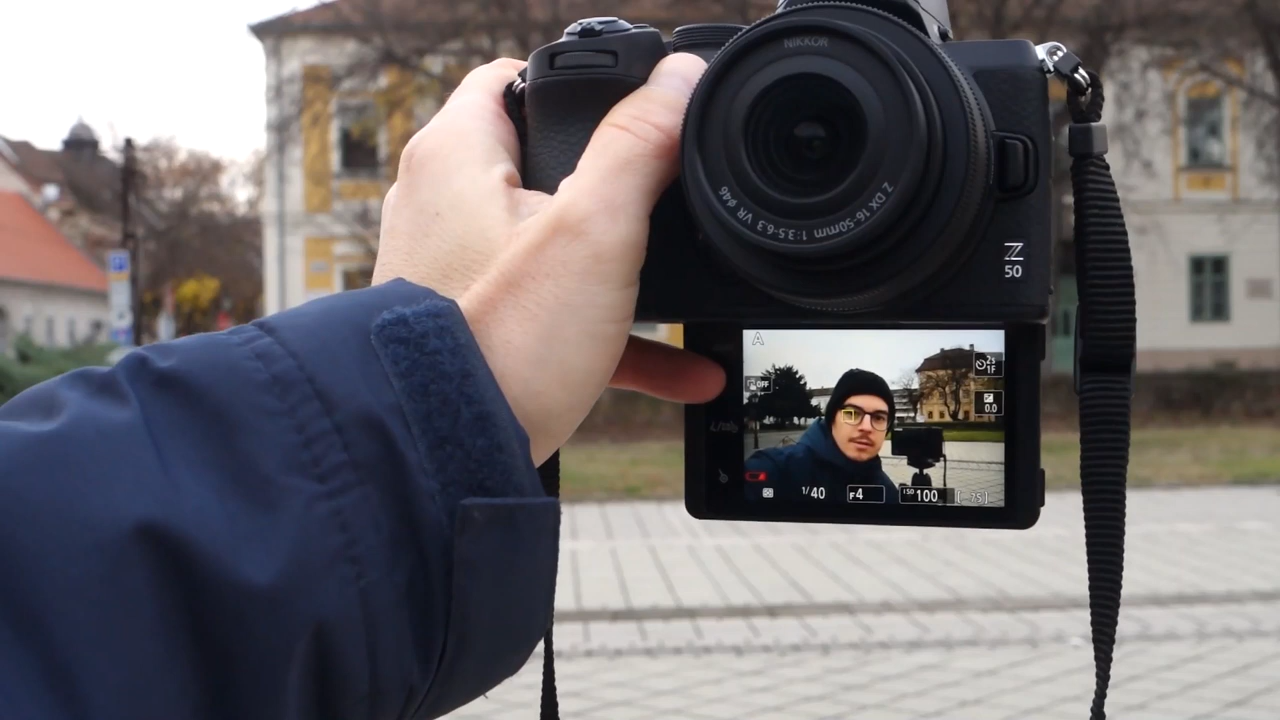 NIKKOR
Z DX 16-50mm 1:3.5-6.3 VR ⌀46
Z
50
A
2s
1F
OFF
0.0
1/40
F4
ISO 100
[ 75]
P